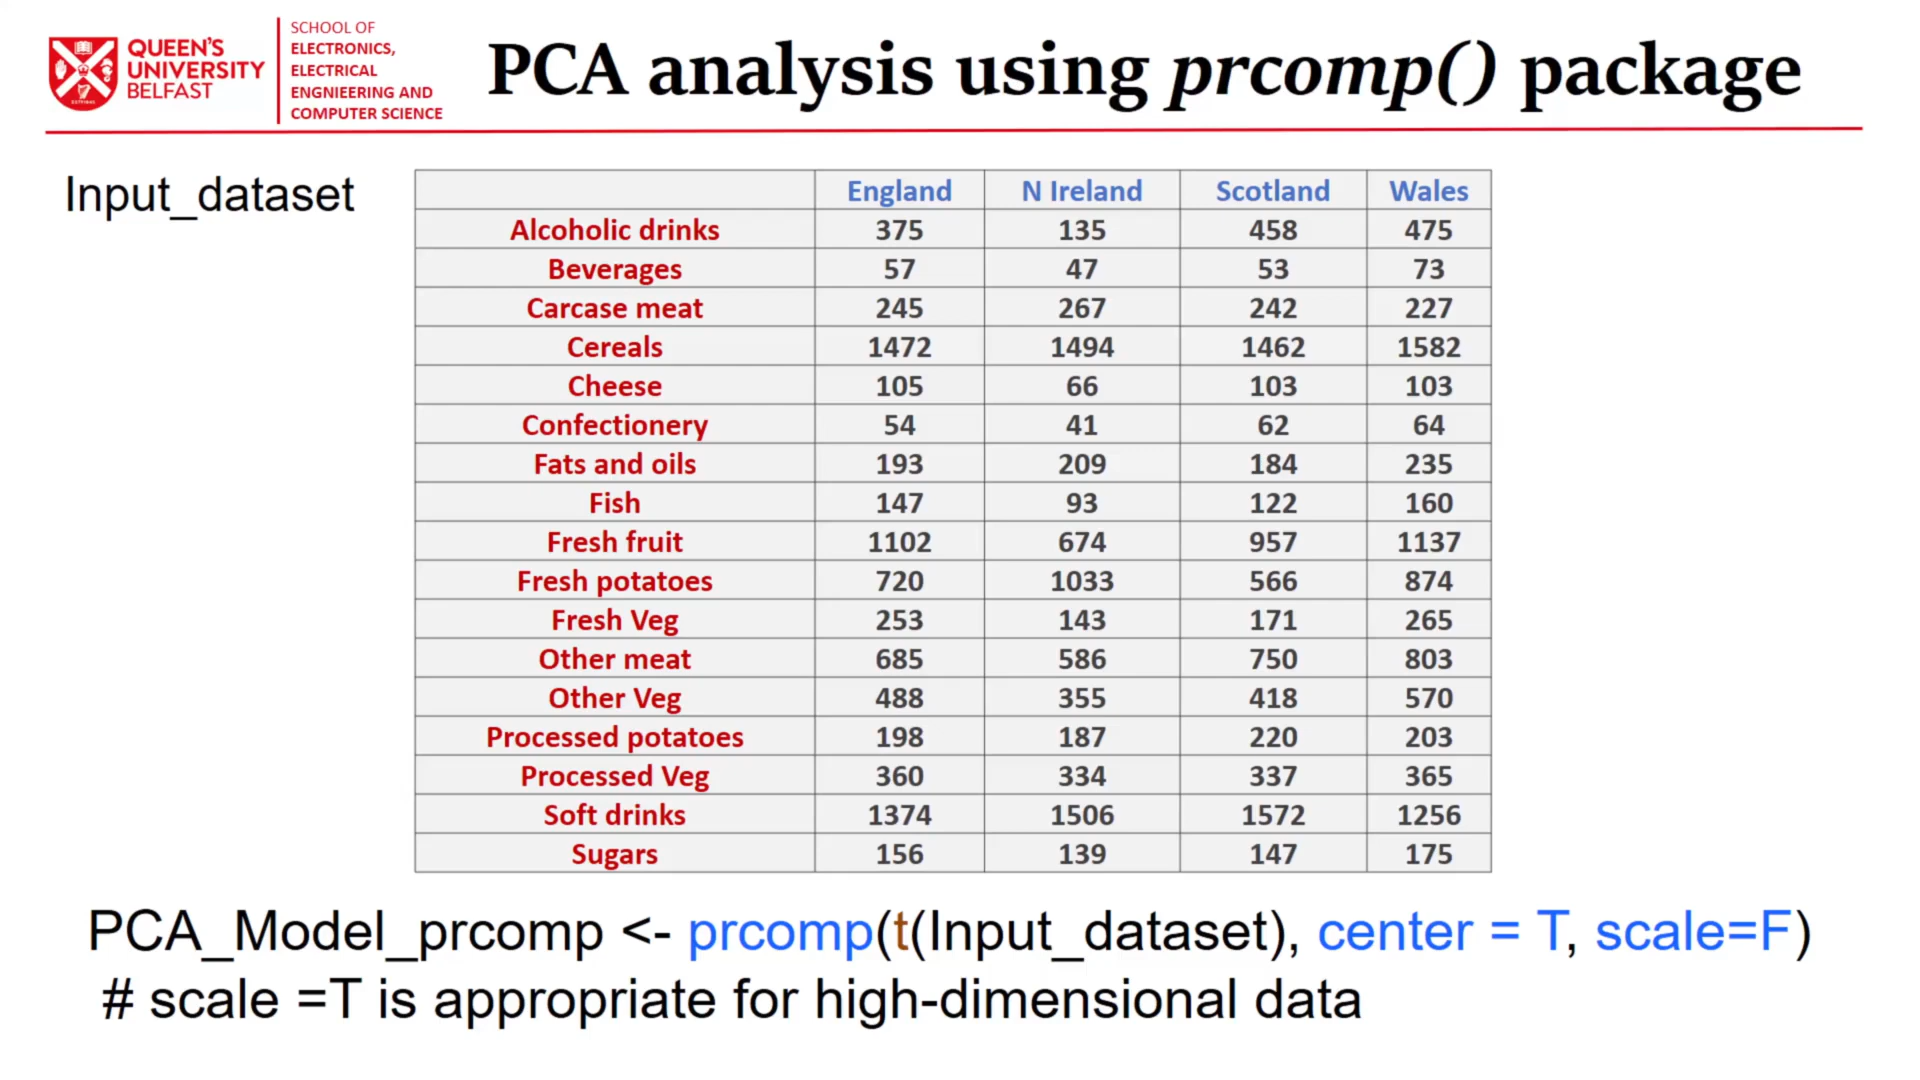 QUEEN'S
UNIVERSITY
BELFAST
ESTD1845
SCHOOL OF
ELECTRONICS,
ELECTRICAL
ENGNIEERING AND
COMPUTER SCIENCE
PCA analysis using prcomp() package
Input_dataset
England N Ireland Scotland Wales
Alcoholic drinks 375 135 458 475
Beverages 57 47 53 73
Carcase meat 245 267 242 227
Cereals 1472 1494 1462 1582
Cheese 105 66 103 103
Confectionery 54 41 62 64
Fats and oils 193 209 184 235
Fish 147 93 122 160
Fresh fruit 1102 674 957 1137
Fresh potatoes 720 1033 566 874
Fresh Veg 253 143 171 265
Other meat 685 586 750 803
Other Veg 488 355 418 570
Processed potatoes 198 187 220 203
Processed Veg 360 334 337 365
Soft drinks 1374 1506 1572 1256
Sugars 156 139 147 175
PCA_Model_prcomp <- prcomp(t(Input_dataset), center = T, scale=F)
# scale =T is appropriate for high-dimensional data